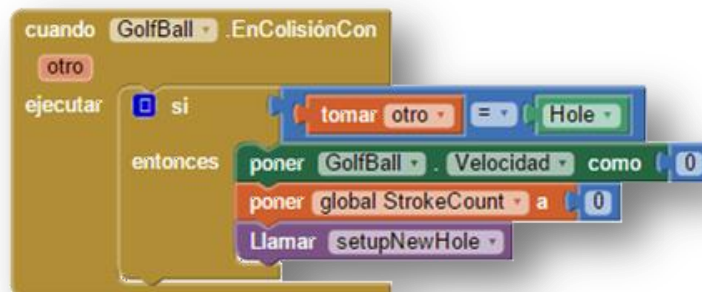 cuando GolfBall .EnColisiónCon
otro
ejecutar si tomar otro = Hole
entonces poner GolfBall . Velocidad como 0
poner global StrokeCount a 0
Llamar setupNewHole